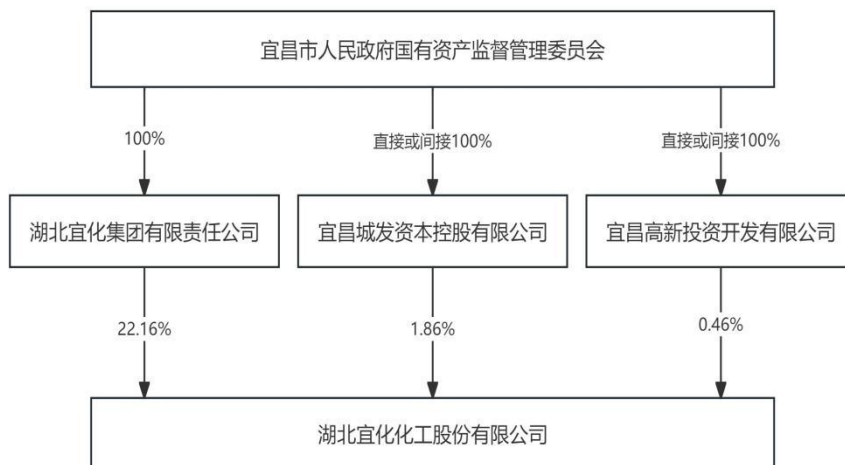 宜昌市人民政府国有资产监督管理委员会
100%
直接或间接100%
直接或间接100%
湖北宜化集团有限责任公司
宜昌城发资本控股有限公司
宜昌高新投资开发有限公司
22.16%
1.86%
0.46%
湖北宜化化工股份有限公司